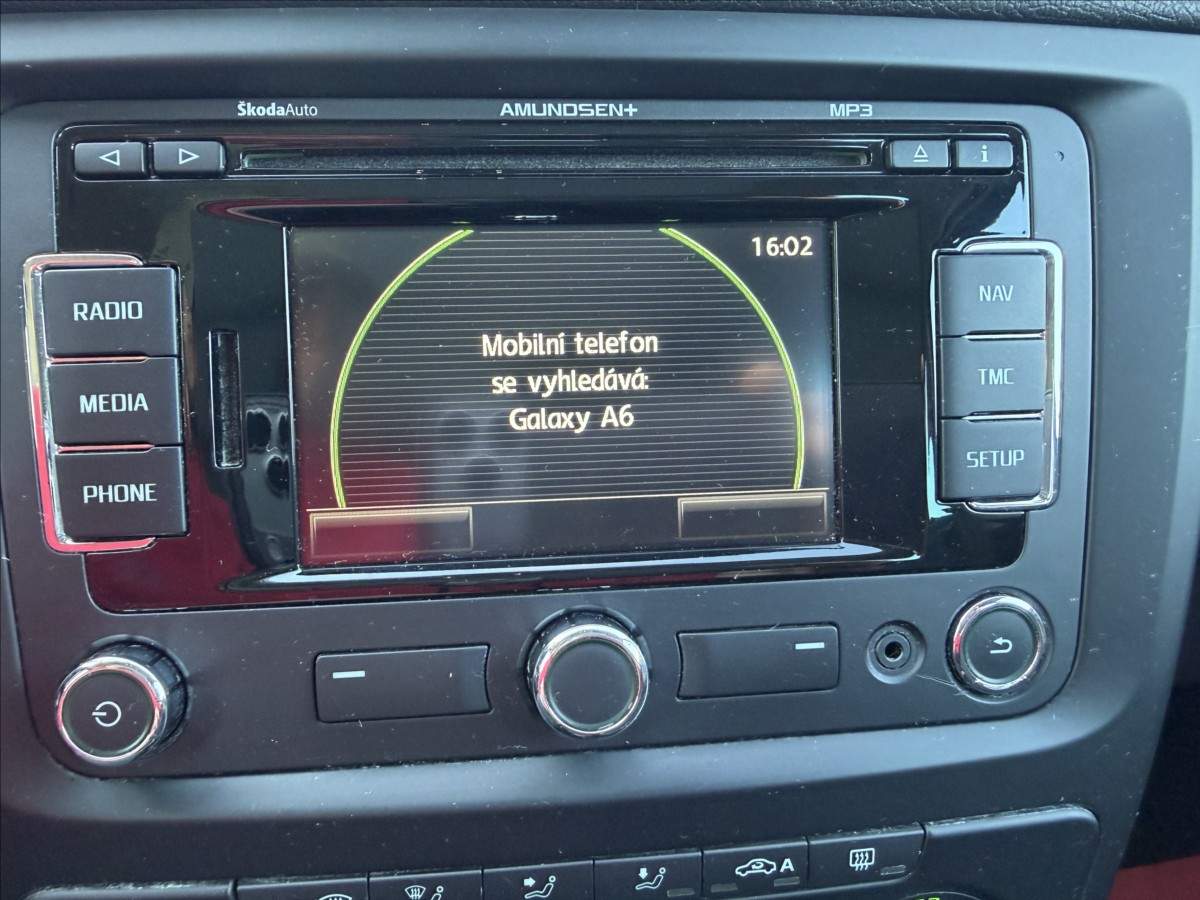 ŠkodaAuto AMUNDSEN+ MP3
i
16:02
RADIO
NAV
Mobilní telefon
se vyhledává:
Galaxy A6
MEDIA
TMC
PHONE
SETUP
A